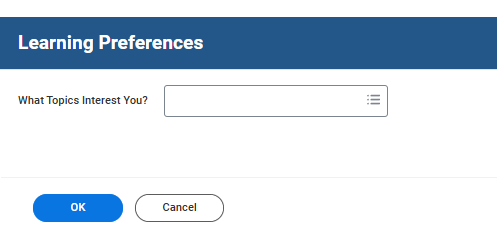 Learning Preferences
What Topics Interest You?
OK
Cancel